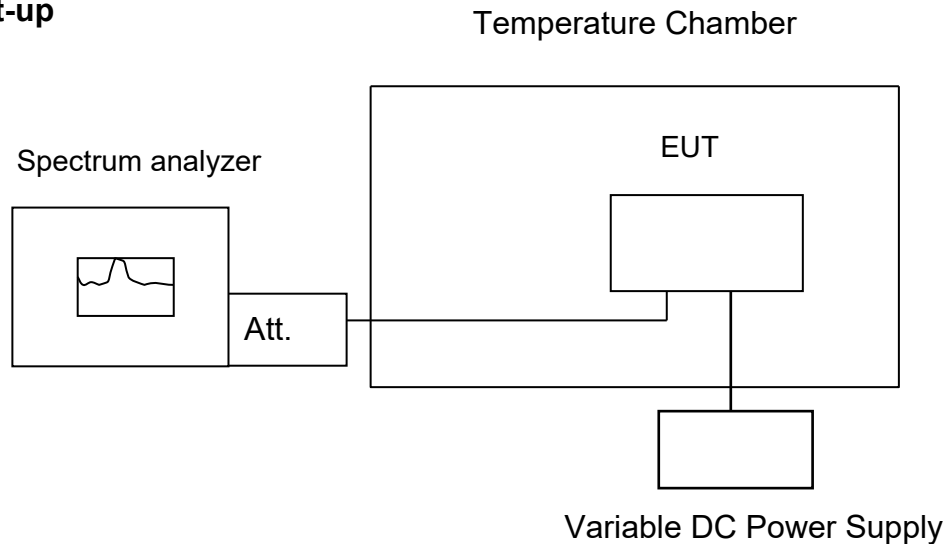 t-up
Temperature Chamber
EUT
Spectrum analyzer
Att.
Variable DC Power Supply